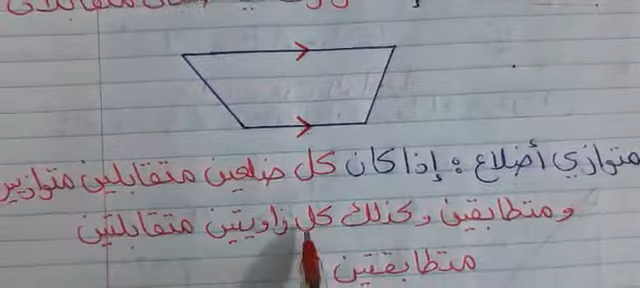 متوازي أضلاع : إذا كان كل ضلعين متقابلين متوازيين
ومتطابقين وكذلك كل زاويتين متقابلتين
متطابقتين